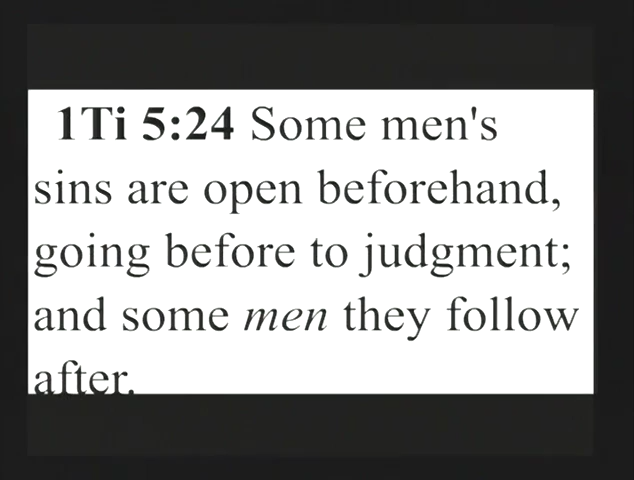 1Ti 5:24 Some men's
sins are open beforehand,
going before to judgment;
and some men they follow
after.